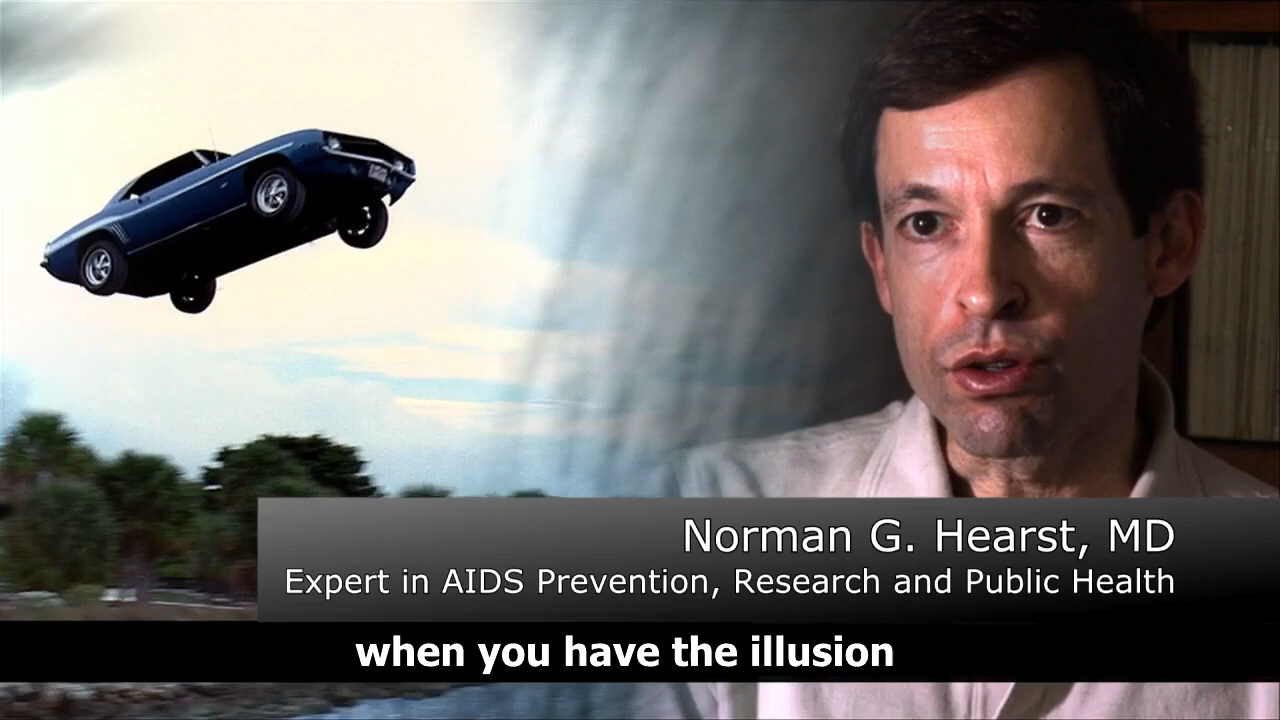 Norman G. Hearst, MD
Expert in AIDS Prevention, Research and Public Health
when you have the illusion